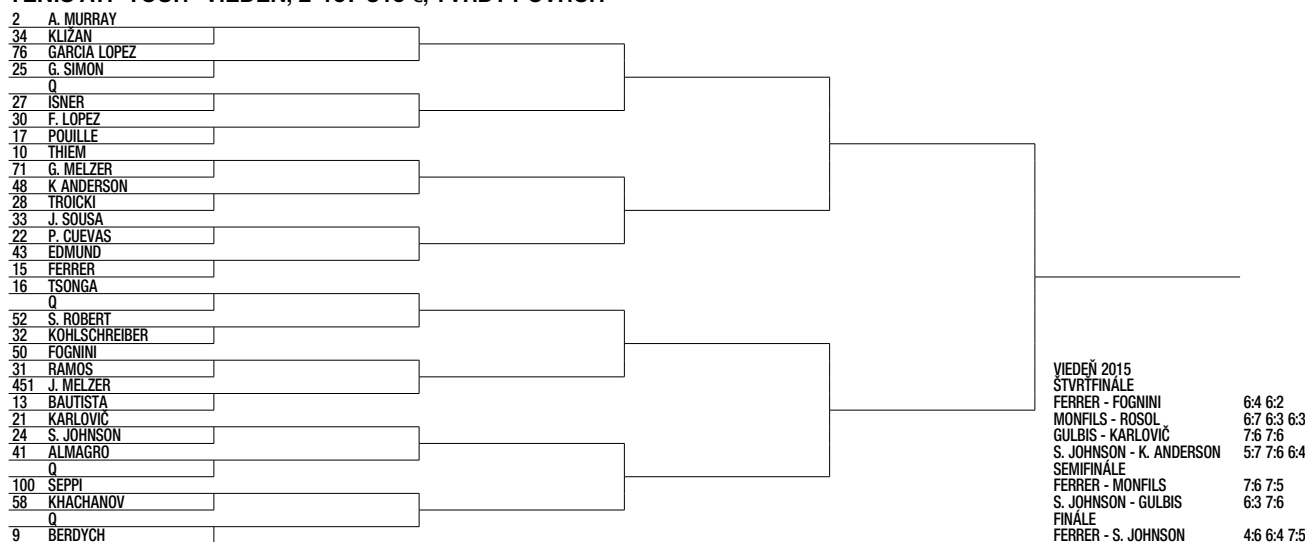 2 A. MURRAY
34 KLIŽAN
76 GARCIA LOPEZ
25 G. SIMON
Q
27 ISNER
30 F. LOPEZ
17 POUILLE
10 THIEM
71 G. MELZER
48 K ANDERSON
28 TROICKI
33 J. SOUSA
22 P. CUEVAS
43 EDMUND
15 FERRER
16 TSONGA
Q
52 S. ROBERT
32 KOHLSCHREIBER
50 FOGNINI
31 RAMOS
451 J. MELZER
13 BAUTISTA
21 KARLOVIČ
24 S. JOHNSON
41 ALMAGRO
Q
100 SEPPI
58 KHACHANOV
Q
9 BERDYCH
VIEDEŇ 2015
ŠTVRŤFINÁLE
FERRER - FOGNINI 6:4 6:2
MONFILS - ROSOL 6:7 6:3 6:3
GULBIS - KARLOVIČ 7:6 7:6
S. JOHNSON - K. ANDERSON 5:7 7:6 6:4
SEMIFINÁLE
FERRER - MONFILS 7:6 7:5
S. JOHNSON - GULBIS 6:3 7:6
FINÁLE
FERRER - S. JOHNSON 4:6 6:4 7:5